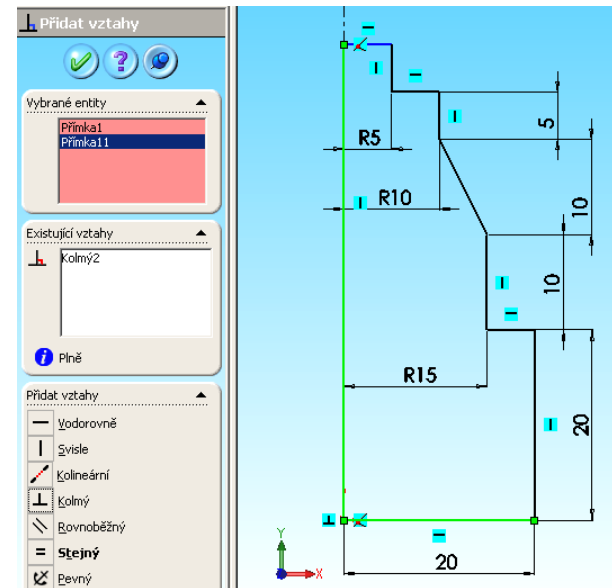 Přidat vztahy
?
Vybrané entity
Přímka1
Přímka11
Existující vztahy
Kolmý2
i Plně
Přidat vztahy
Vodorovně
Svisle
Kolineární
Kolmý
Rovnoběžný
Stejný
Pevný
R5
5
R10
10
10
R15
20
20
Y
X